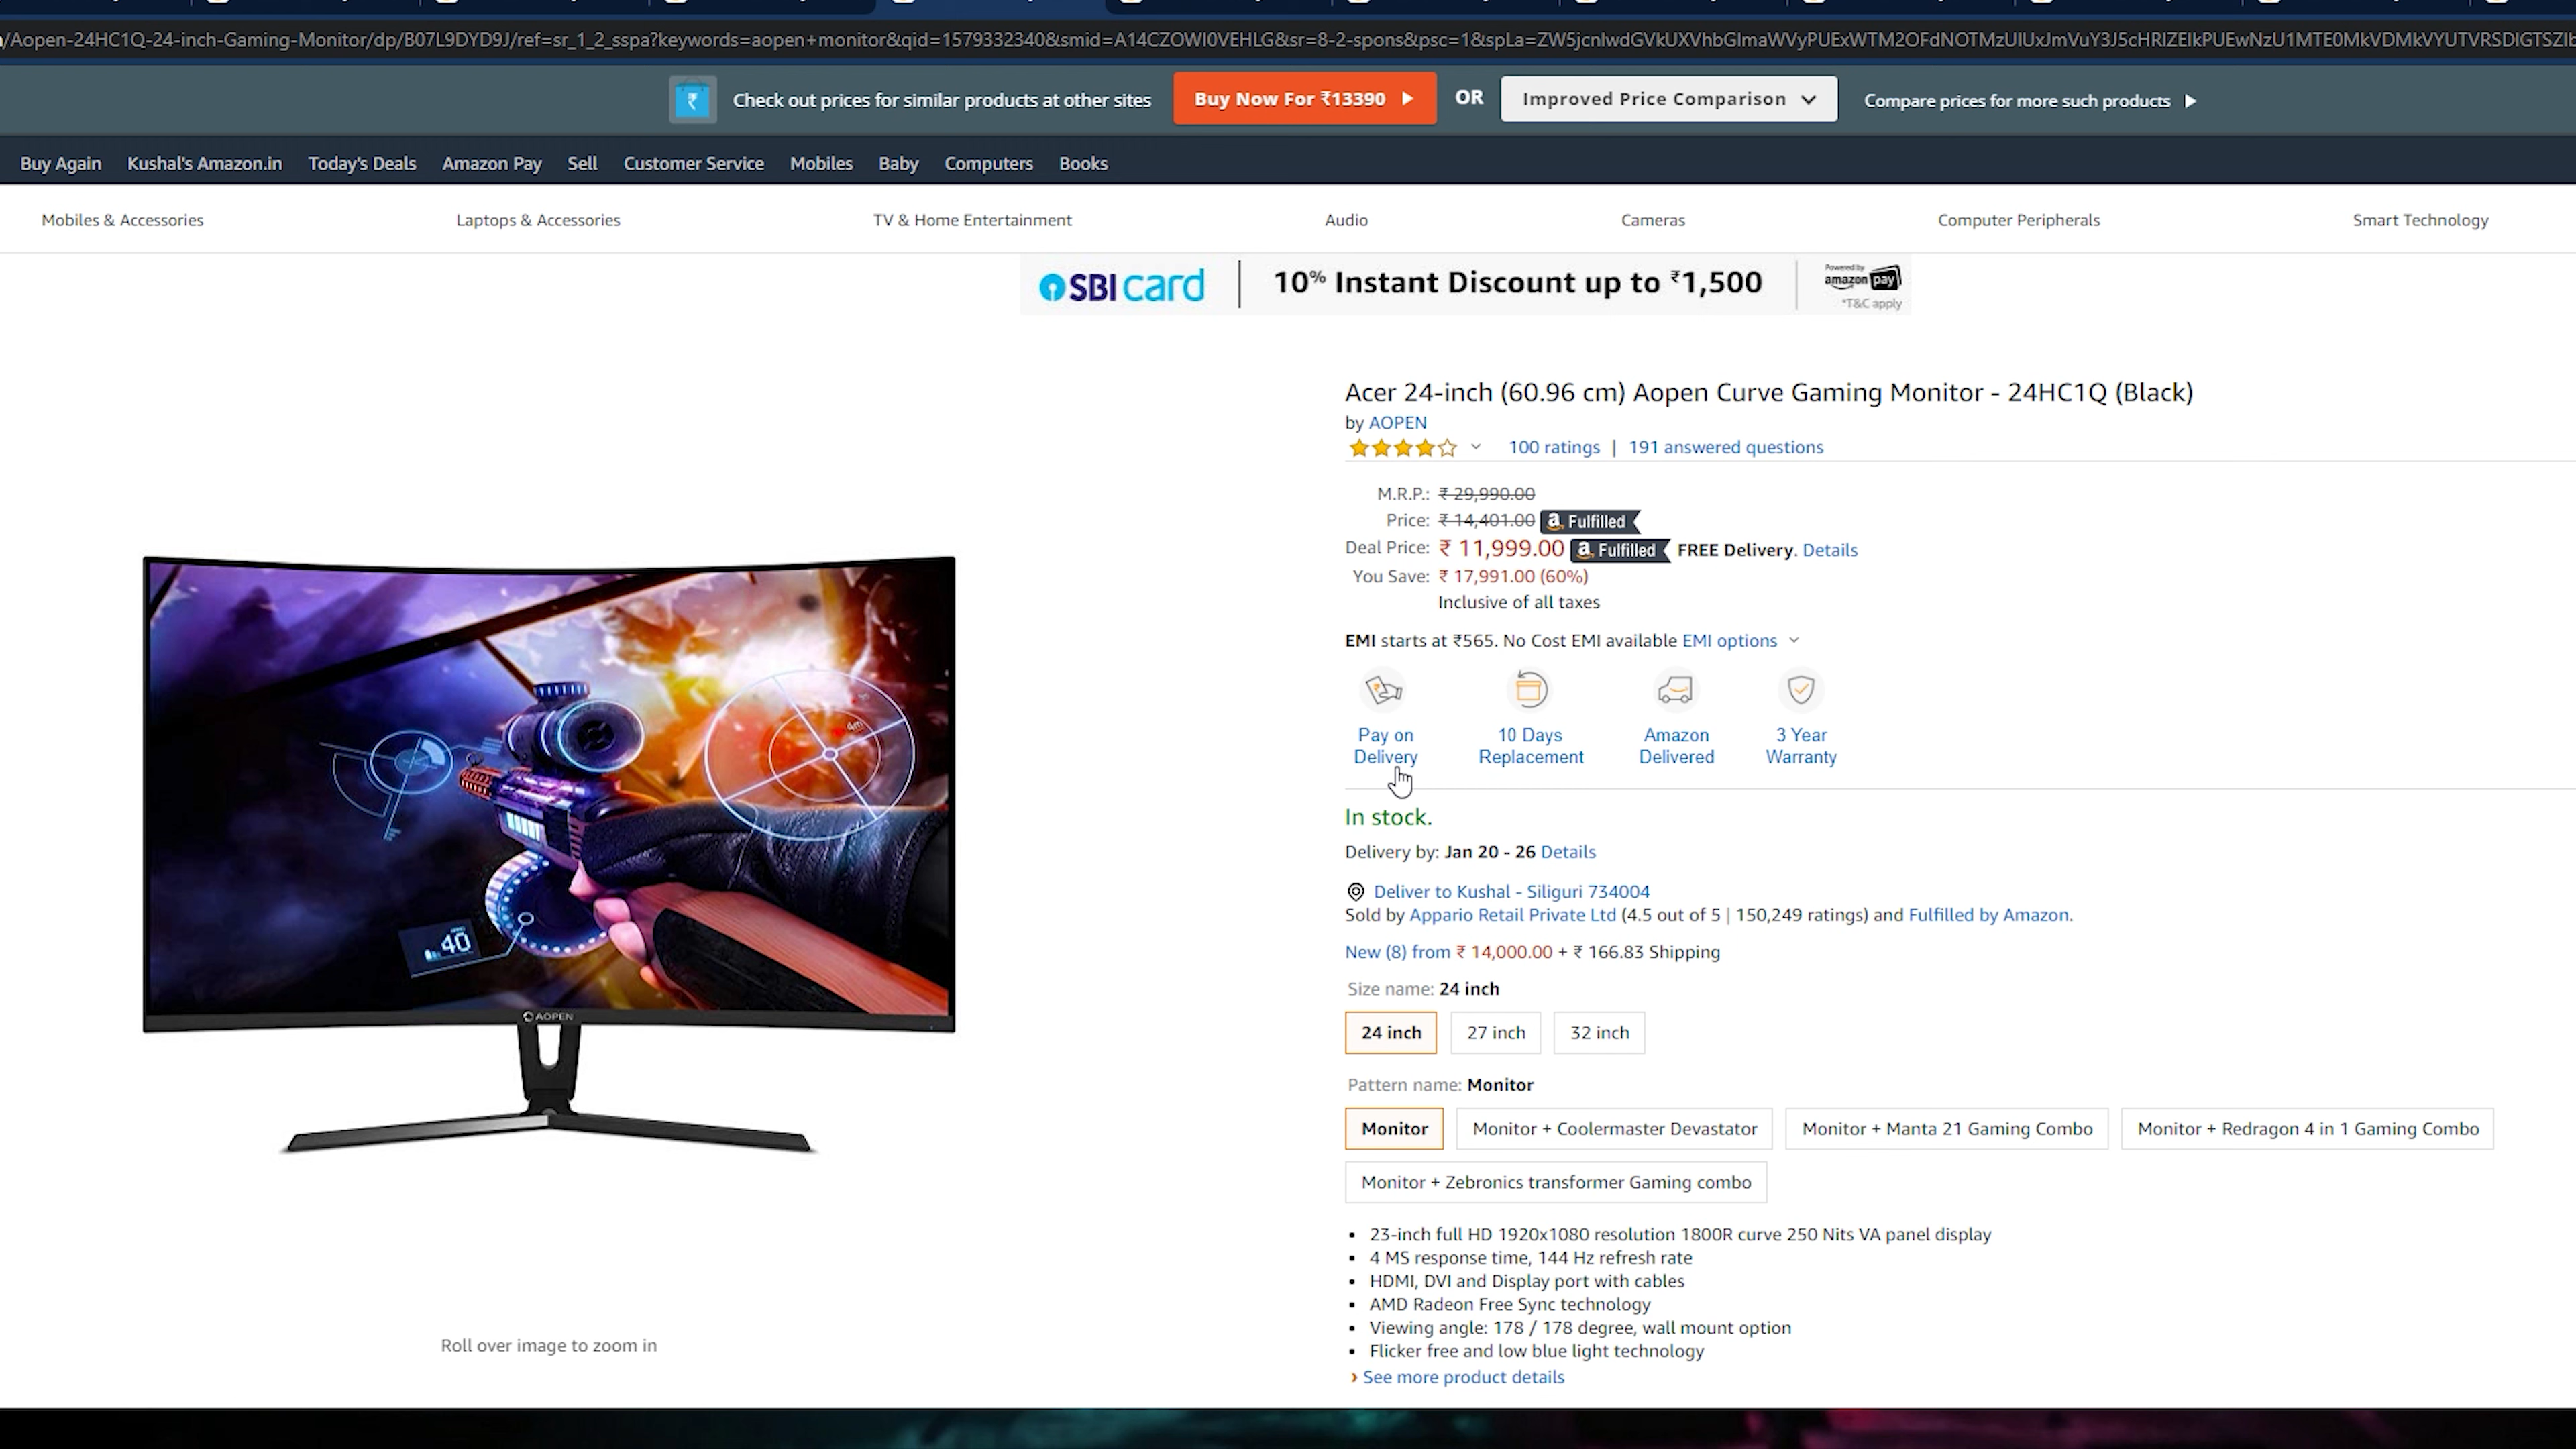 /Aopen-24HC1Q-24-inch-Gaming-Monitor/dp/B07L9DYD9J/ref=sr_1_2_sspa?keywords=aopen+monitor&qid=1579332340&smid=A14CZOWI0VEHLG&sr=8-2-spons&psc=1
Check out prices for similar products at other sites
Buy Now For ₹13390
OR
Improved Price Comparison
Compare prices for more such products
Buy Again Kushal's Amazon.in Today's Deals Amazon Pay Sell Customer Service Mobiles Baby Computers Books
Mobiles & Accessories Laptops & Accessories TV & Home Entertainment Audio Cameras Computer Peripherals Smart Technology
SBI card 10% Instant Discount up to ₹1,500
Powered by
amazon pay
*T&C apply
Acer 24-inch (60.96 cm) Aopen Curve Gaming Monitor - 24HC1Q (Black)
by AOPEN
100 ratings | 191 answered questions
M.R.P.: ₹ 29,990.00
Price: ₹ 14,401.00 a Fulfilled
Deal Price: ₹ 11,999.00 a Fulfilled FREE Delivery. Details
You Save: ₹ 17,991.00 (60%)
Inclusive of all taxes
EMI starts at ₹565. No Cost EMI available EMI options
Pay on Delivery
10 Days Replacement
Amazon Delivered
3 Year Warranty
In stock.
Delivery by: Jan 20 - 26 Details
Deliver to Kushal - Siliguri 734004
Sold by Appario Retail Private Ltd (4.5 out of 5 | 150,249 ratings) and Fulfilled by Amazon.
New (8) from ₹ 14,000.00 + ₹ 166.83 Shipping
Size name: 24 inch
24 inch 27 inch 32 inch
Pattern name: Monitor
Monitor Monitor + Coolermaster Devastator Monitor + Manta 21 Gaming Combo Monitor + Redragon 4 in 1 Gaming Combo
Monitor + Zebronics transformer Gaming combo
• 23-inch full HD 1920x1080 resolution 1800R curve 250 Nits VA panel display
• 4 MS response time, 144 Hz refresh rate
• HDMI, DVI and Display port with cables
• AMD Radeon Free Sync technology
• Viewing angle: 178 / 178 degree, wall mount option
• Flicker free and low blue light technology
› See more product details
40
AOPEN
Roll over image to zoom in